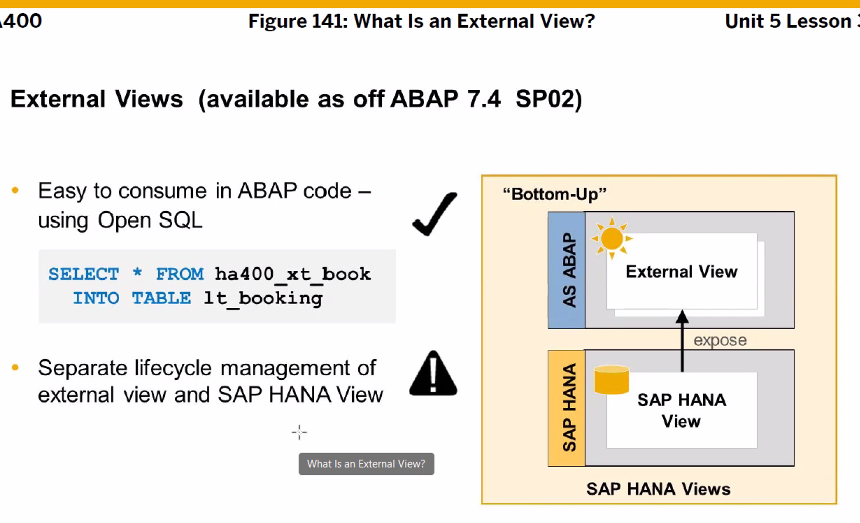 A400
Figure 141: What Is an External View?
Unit 5 Lesson
External Views (available as off ABAP 7.4 SP02)
Easy to consume in ABAP code –
using Open SQL
SELECT * FROM ha400_xt_book
INTO TABLE lt_booking
Separate lifecycle management of
external view and SAP HANA View
What Is an External View?
"Bottom-Up"
AS ABAP
External View
expose
SAP HANA
SAP HANA
View
SAP HANA Views